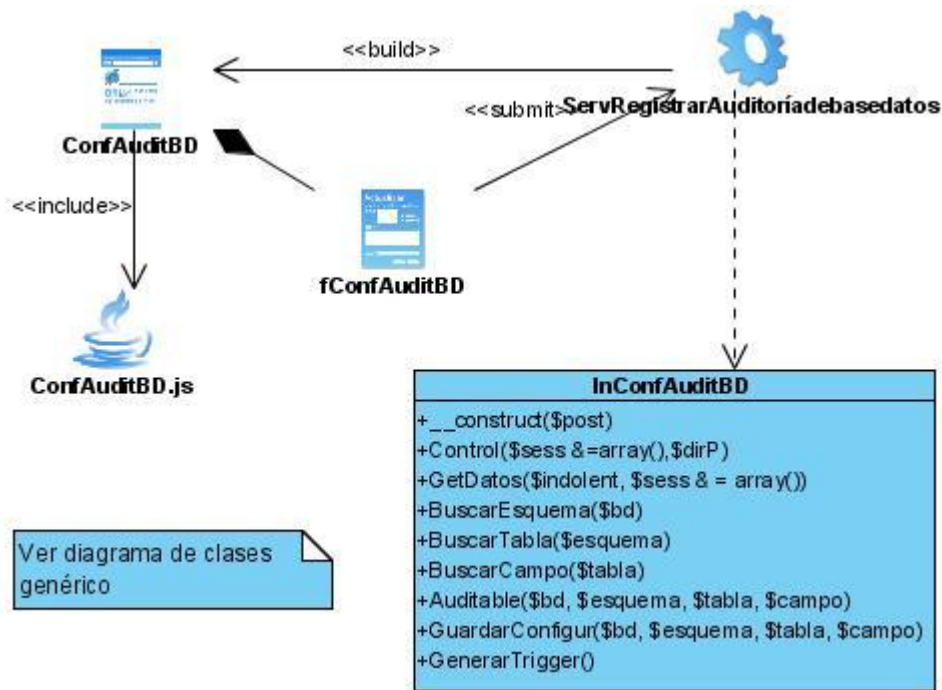 <<build>>
<<submit>>
ServRegistrarAuditoríadebasedatos
ConfAuditBD
<<include>>
fConfAuditBD
ConfAuditBD.js
InConfAuditBD
+__construct($post)
+Control($sess &=array(),$dirP)
+GetDatos($indolent, $sess & = array())
+BuscarEsquema($bd)
+BuscarTabla($esquema)
+BuscarCampo($tabla)
+Auditable($bd, $esquema, $tabla, $campo)
+GuardarConfigur($bd, $esquema, $tabla, $campo)
+GenerarTrigger()
Ver diagrama de clases
genérico